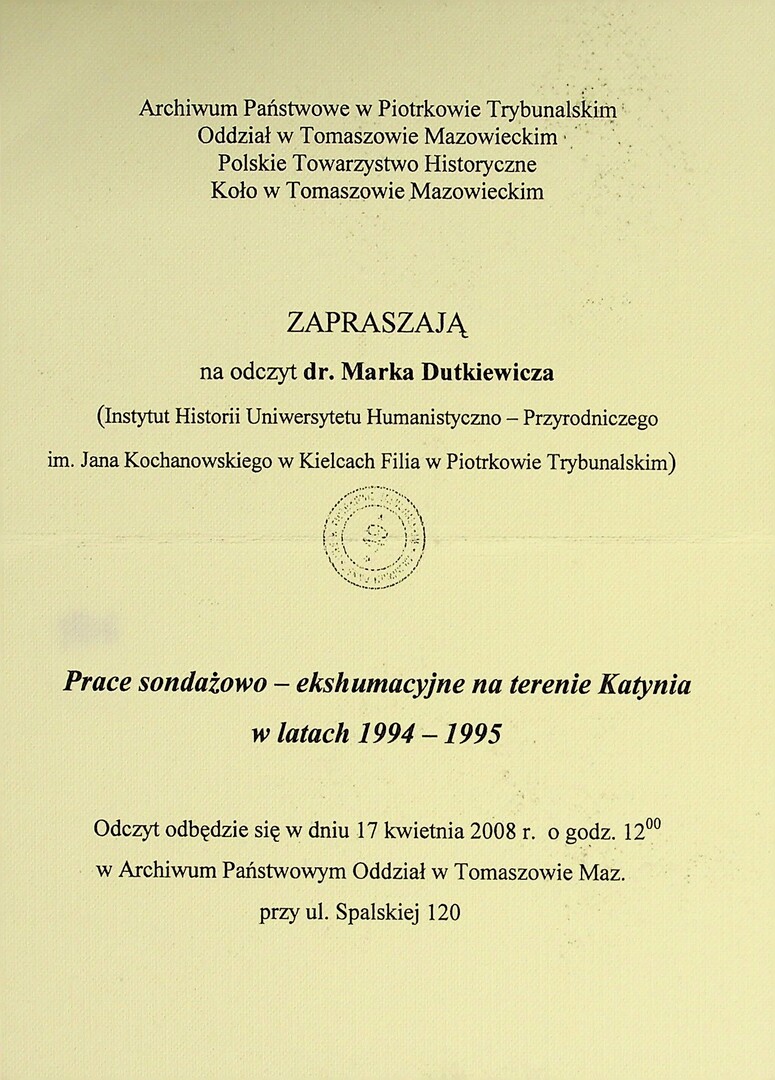 Archiwum Państwowe w Piotrkowie Trybunalskim
Oddział w Tomaszowie Mazowieckim
Polskie Towarzystwo Historyczne
Koło w Tomaszowie Mazowieckim
ZAPRASZAJĄ
na odczyt dr. Marka Dutkiewicza
(Instytut Historii Uniwersytetu Humanistyczno – Przyrodniczego
im. Jana Kochanowskiego w Kielcach Filia w Piotrkowie Trybunalskim)
Prace sondażowo – ekshumacyjne na terenie Katynia
w latach 1994 – 1995
Odczyt odbędzie się w dniu 17 kwietnia 2008 r. o godz. 12⁰⁰
w Archiwum Państwowym Oddział w Tomaszowie Maz.
przy ul. Spalskiej 120